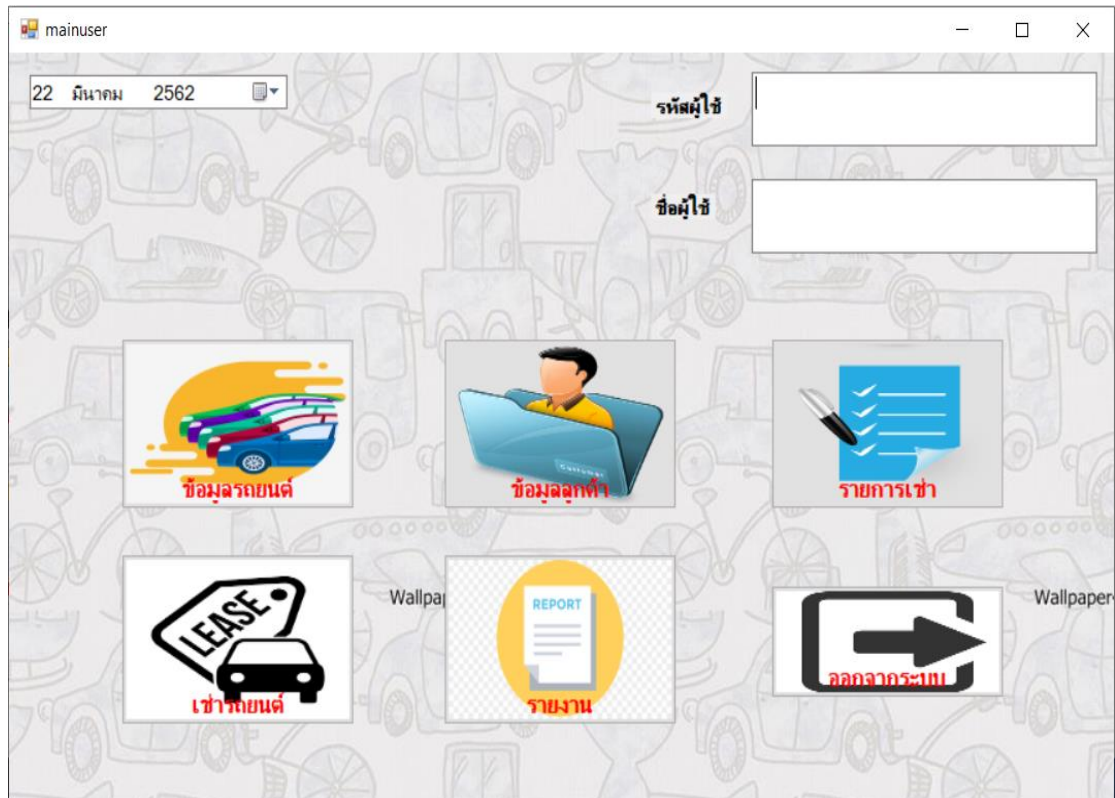 mainuser
22 มีนาคม 2562
รหัสผู้ใช้
ชื่อผู้ใช้
ข้อมูลรถยนต์
Customer
ข้อมูลลูกค้า
รายการเช่า
LEASE
เช่ารถยนต์
Wallpap
REPORT
รายงาน
ออกจากระบบ
Wallpaper